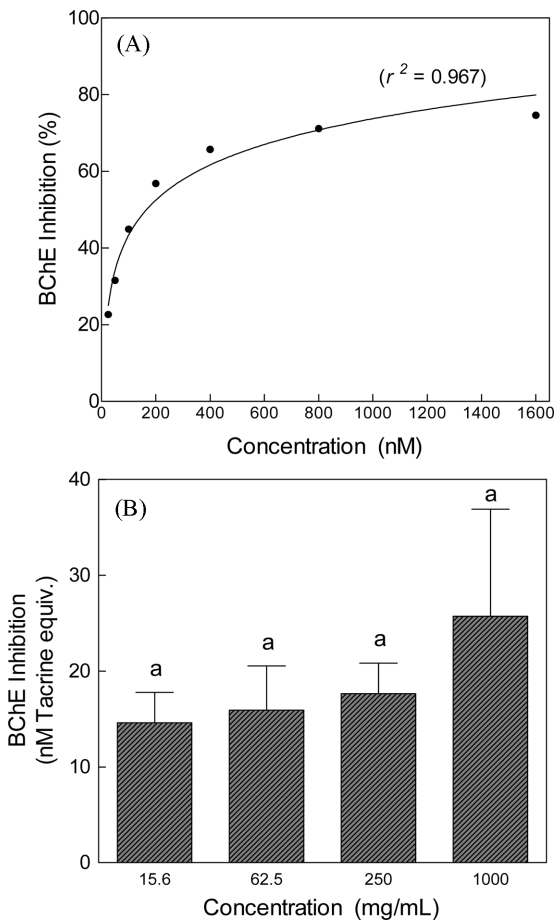 100
(A)
(r 2 = 0.967)
80
60
40
20
0
BChE Inhibition (%)
0 200 400 600 800 1000 1200 1400 1600
Concentration (nM)
40
(B)
a
30
a
a
a
20
10
0
BChE Inhibition
(nM Tacrine equiv.)
15.6 62.5 250 1000
Concentration (mg/mL)